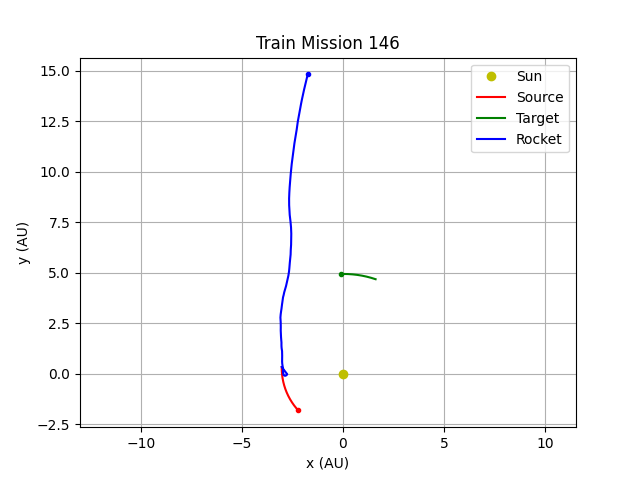 Train Mission 146
Sun
Source
Target
Rocket
15.0
12.5
10.0
7.5
5.0
2.5
0.0
−2.5
y (AU)
−10
−5
0
5
10
x (AU)